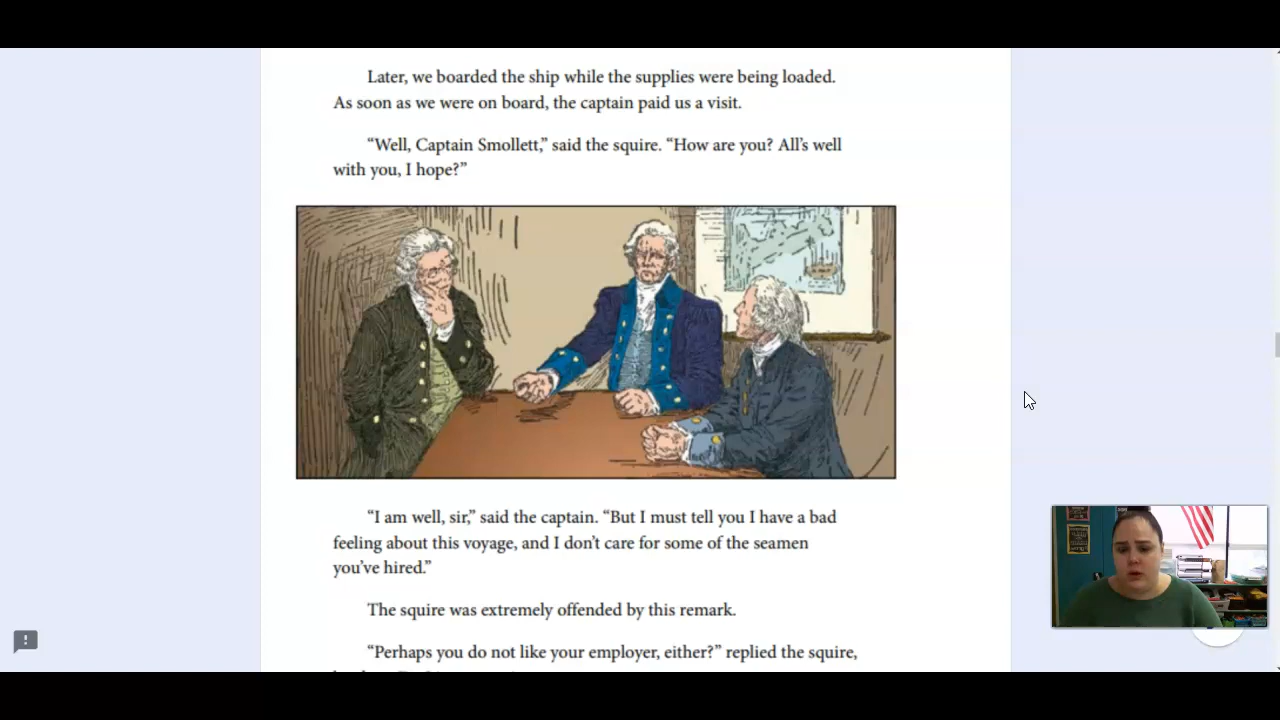 Later, we boarded the ship while the supplies were being loaded.
As soon as we were on board, the captain paid us a visit.
“Well, Captain Smollett,” said the squire. “How are you? All’s well
with you, I hope?”
“I am well, sir,” said the captain. “But I must tell you I have a bad
feeling about this voyage, and I don’t care for some of the seamen
you’ve hired.”
The squire was extremely offended by this remark.
“Perhaps you do not like your employer, either?” replied the squire,